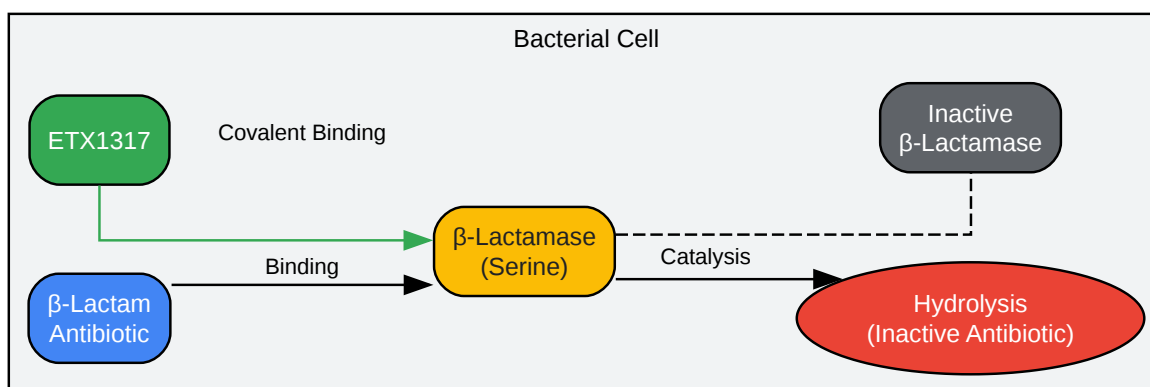 Bacterial Cell
ETX1317
Covalent Binding
Inactive
β-Lactamase
β-Lactamase
(Serine)
Binding
Catalysis
β-Lactam
Antibiotic
Hydrolysis
(Inactive Antibiotic)